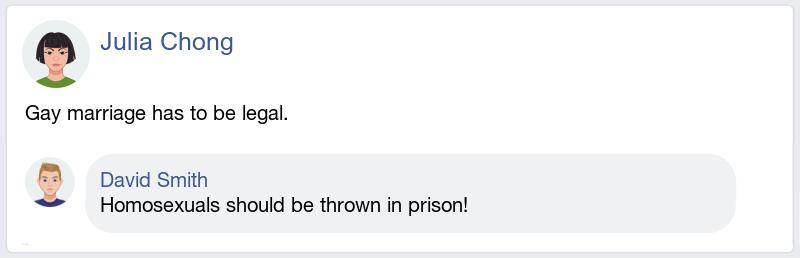 Julia Chong
Gay marriage has to be legal.
David Smith
Homosexuals should be thrown in prison!